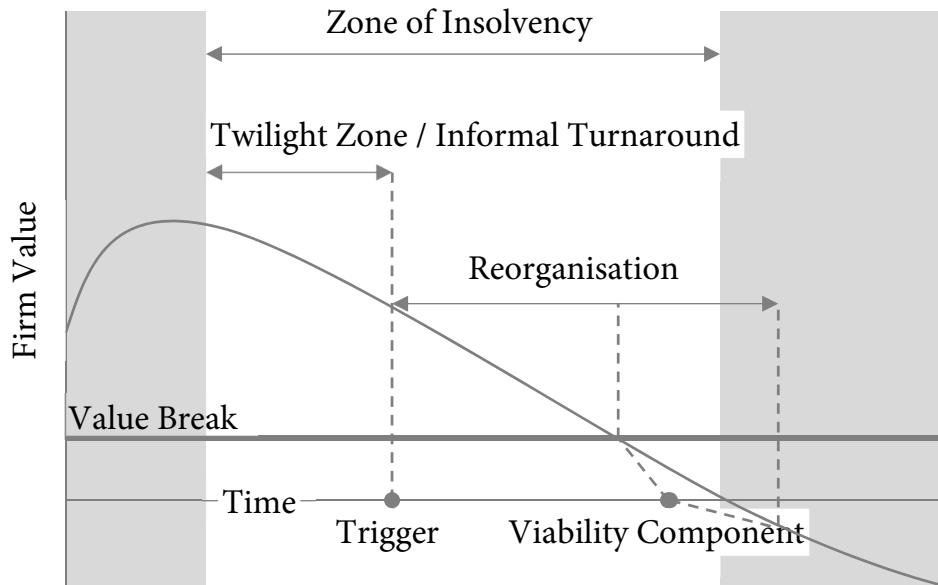 Zone of Insolvency
Twilight Zone / Informal Turnaround
Reorganisation
Firm Value
Value Break
Time
Trigger
Viability Component